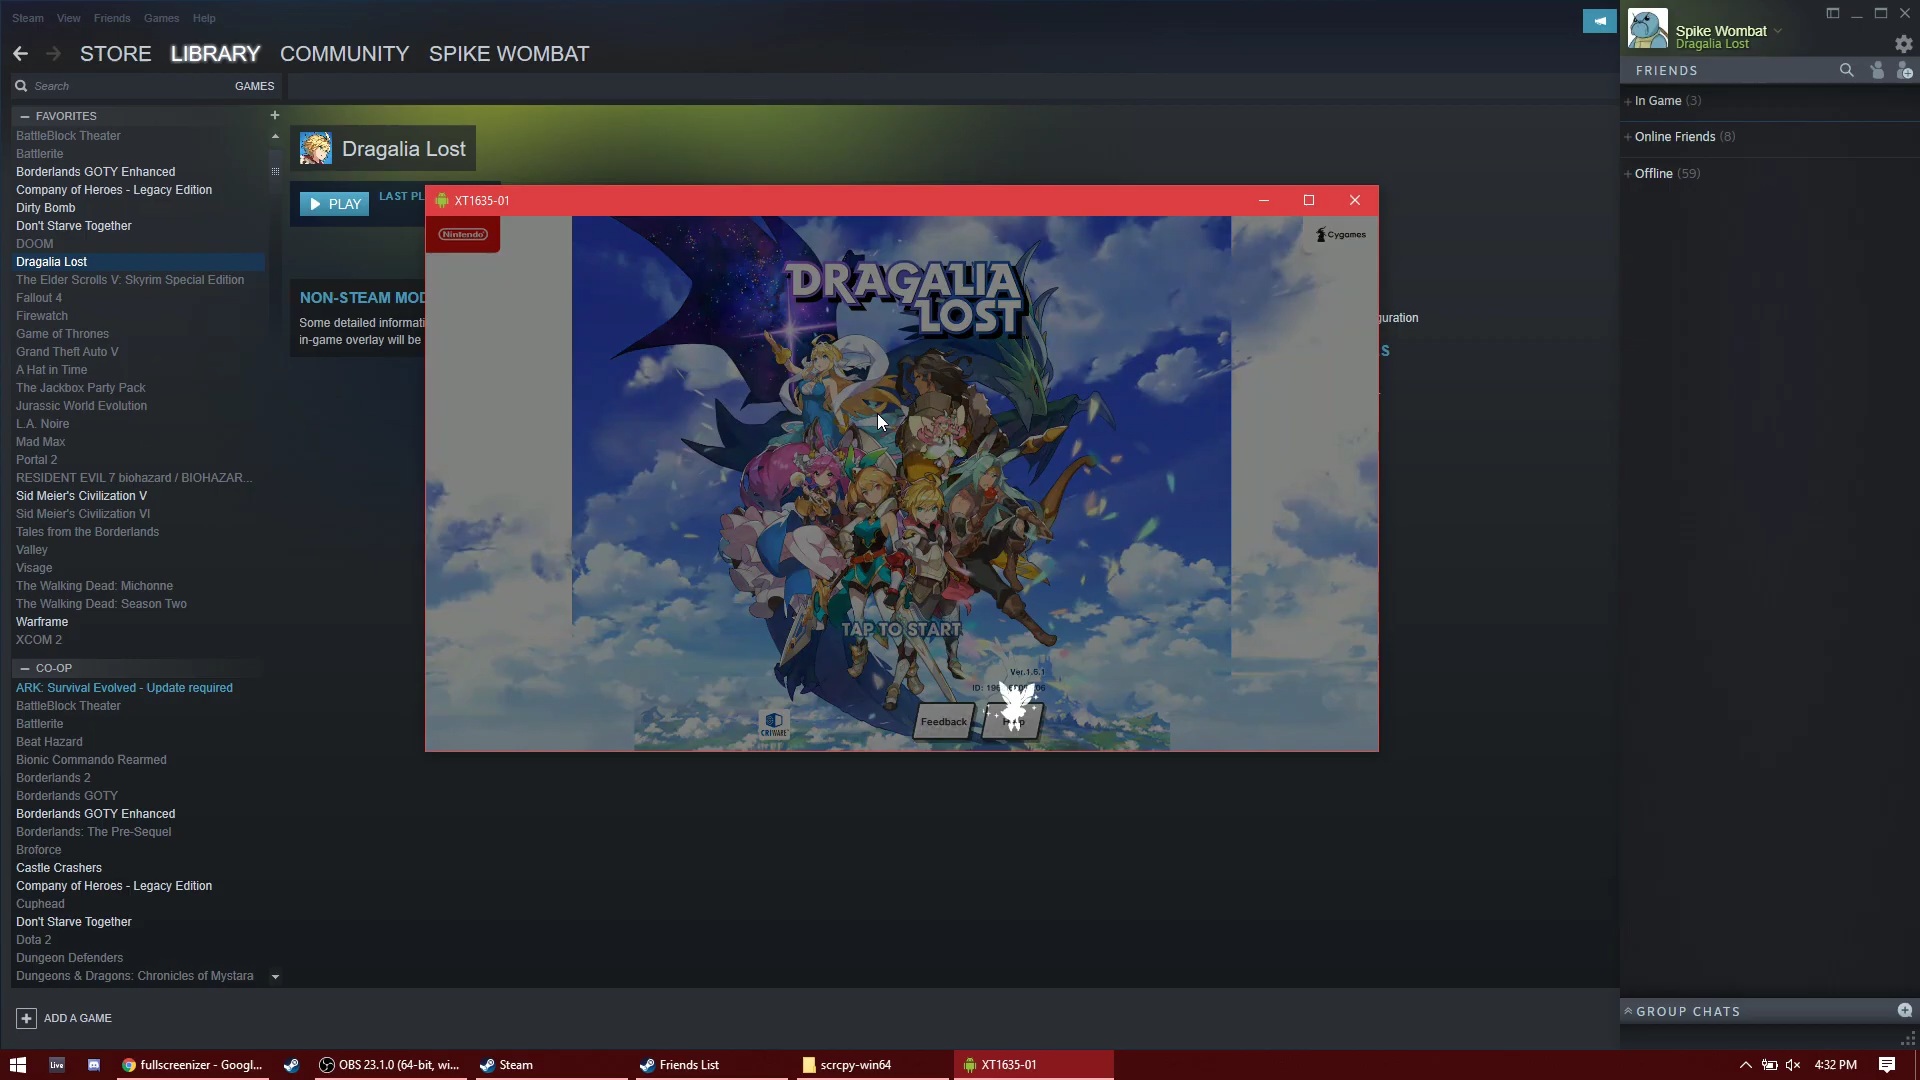 Steam View Friends Games Help
STORE LIBRARY COMMUNITY SPIKE WOMBAT
Search GAMES
FAVORITES
BattleBlock Theater
Battlerite
Borderlands GOTY Enhanced
Company of Heroes - Legacy Edition
Dirty Bomb
Don't Starve Together
DOOM
Dragalia Lost
The Elder Scrolls V: Skyrim Special Edition
Fallout 4
Firewatch
Game of Thrones
Grand Theft Auto V
A Hat in Time
The Jackbox Party Pack
Jurassic World Evolution
L.A. Noire
Mad Max
Portal 2
RESIDENT EVIL 7 biohazard / BIOHAZAR...
Sid Meier's Civilization V
Sid Meier's Civilization VI
Tales from the Borderlands
Valley
Visage
The Walking Dead: Michonne
The Walking Dead: Season Two
Warframe
XCOM 2
CO-OP
ARK: Survival Evolved - Update required
BattleBlock Theater
Battlerite
Beat Hazard
Bionic Commando Rearmed
Borderlands 2
Borderlands GOTY
Borderlands GOTY Enhanced
Borderlands: The Pre-Sequel
Broforce
Castle Crashers
Company of Heroes - Legacy Edition
Cuphead
Don't Starve Together
Dota 2
Dungeon Defenders
Dungeons & Dragons: Chronicles of Mystara
ADD A GAME
Dragalia Lost
PLAY
LAST PL
NON-STEAM MOD
Some detailed informati
in-game overlay will be
guration
S
XT1635-01
Nintendo
Cygames
DRAGALIA
LOST
TAP TO START
Ver.1.6.1
ID: 196
06
CRIWARE
Feedback
Spike Wombat
Dragalia Lost
FRIENDS
In Game (3)
Online Friends (8)
Offline (59)
GROUP CHATS
Live
fullscreenizer - Googl...
OBS 23.1.0 (64-bit, wi...
Steam
Friends List
scrcpy-win64
XT1635-01
4:32 PM